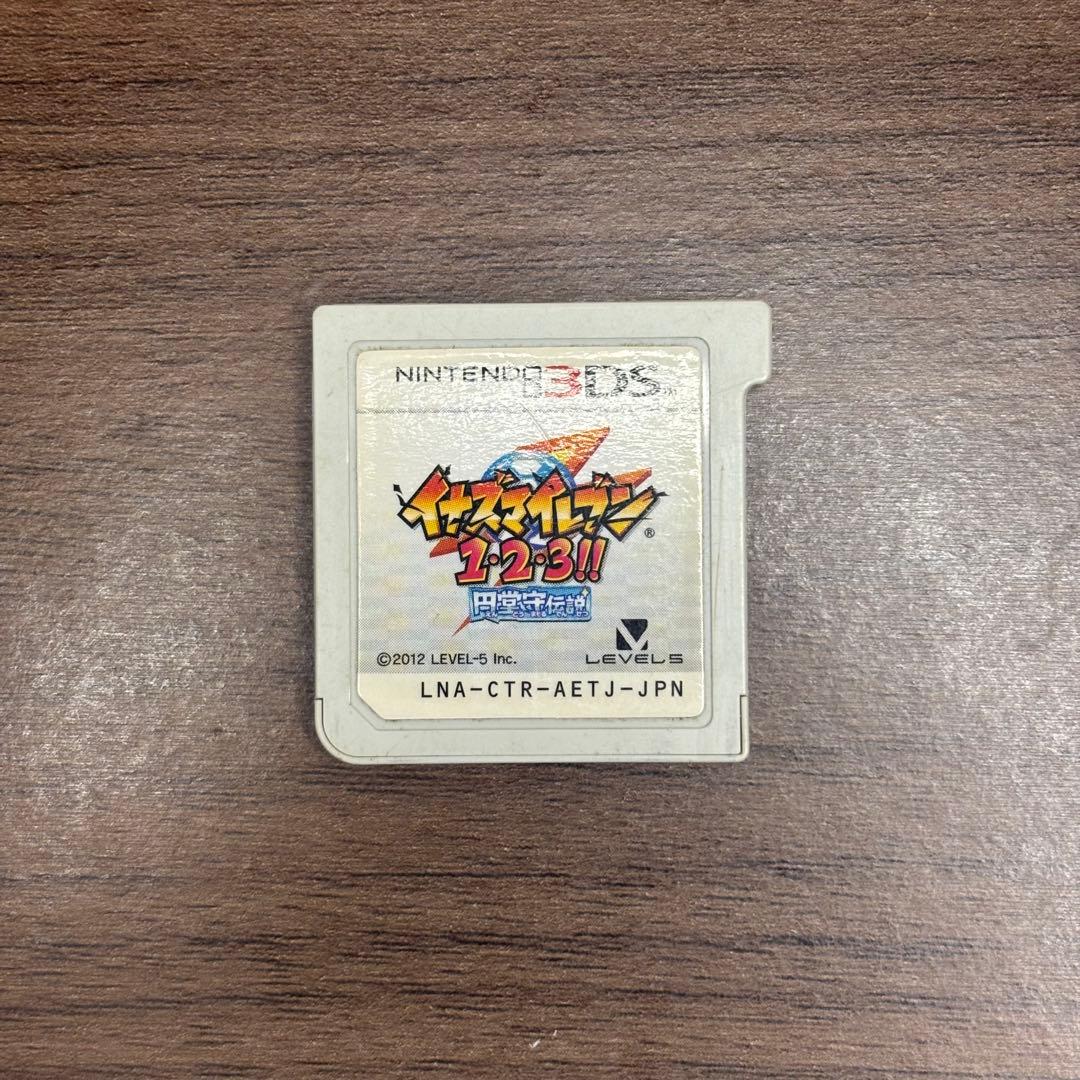 NINTENDO 3DS
イナズマイレブン
®
1・2・3!!
円堂守伝説
©2012 LEVEL-5 Inc.
LEVEL5
LNA-CTR-AETJ-JPN